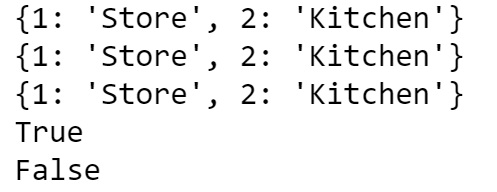 {1: 'Store', 2: 'Kitchen'}
{1: 'Store', 2: 'Kitchen'}
{1: 'Store', 2: 'Kitchen'}
True
False